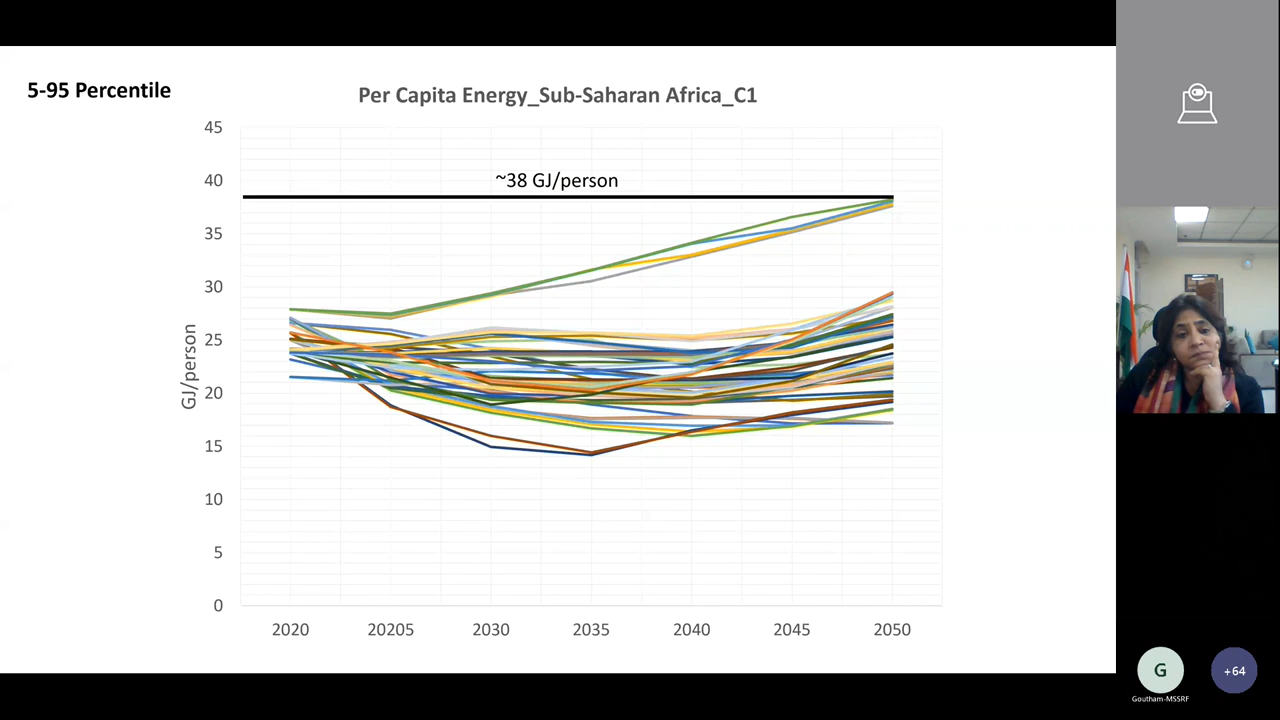 5-95 Percentile
Per Capita Energy_Sub-Saharan Africa_C1
45
40
35
30
25
20
15
10
5
0
GJ/person
~38 GJ/person
2020 20205 2030 2035 2040 2045 2050
G
+64
Goutham-MSSRF